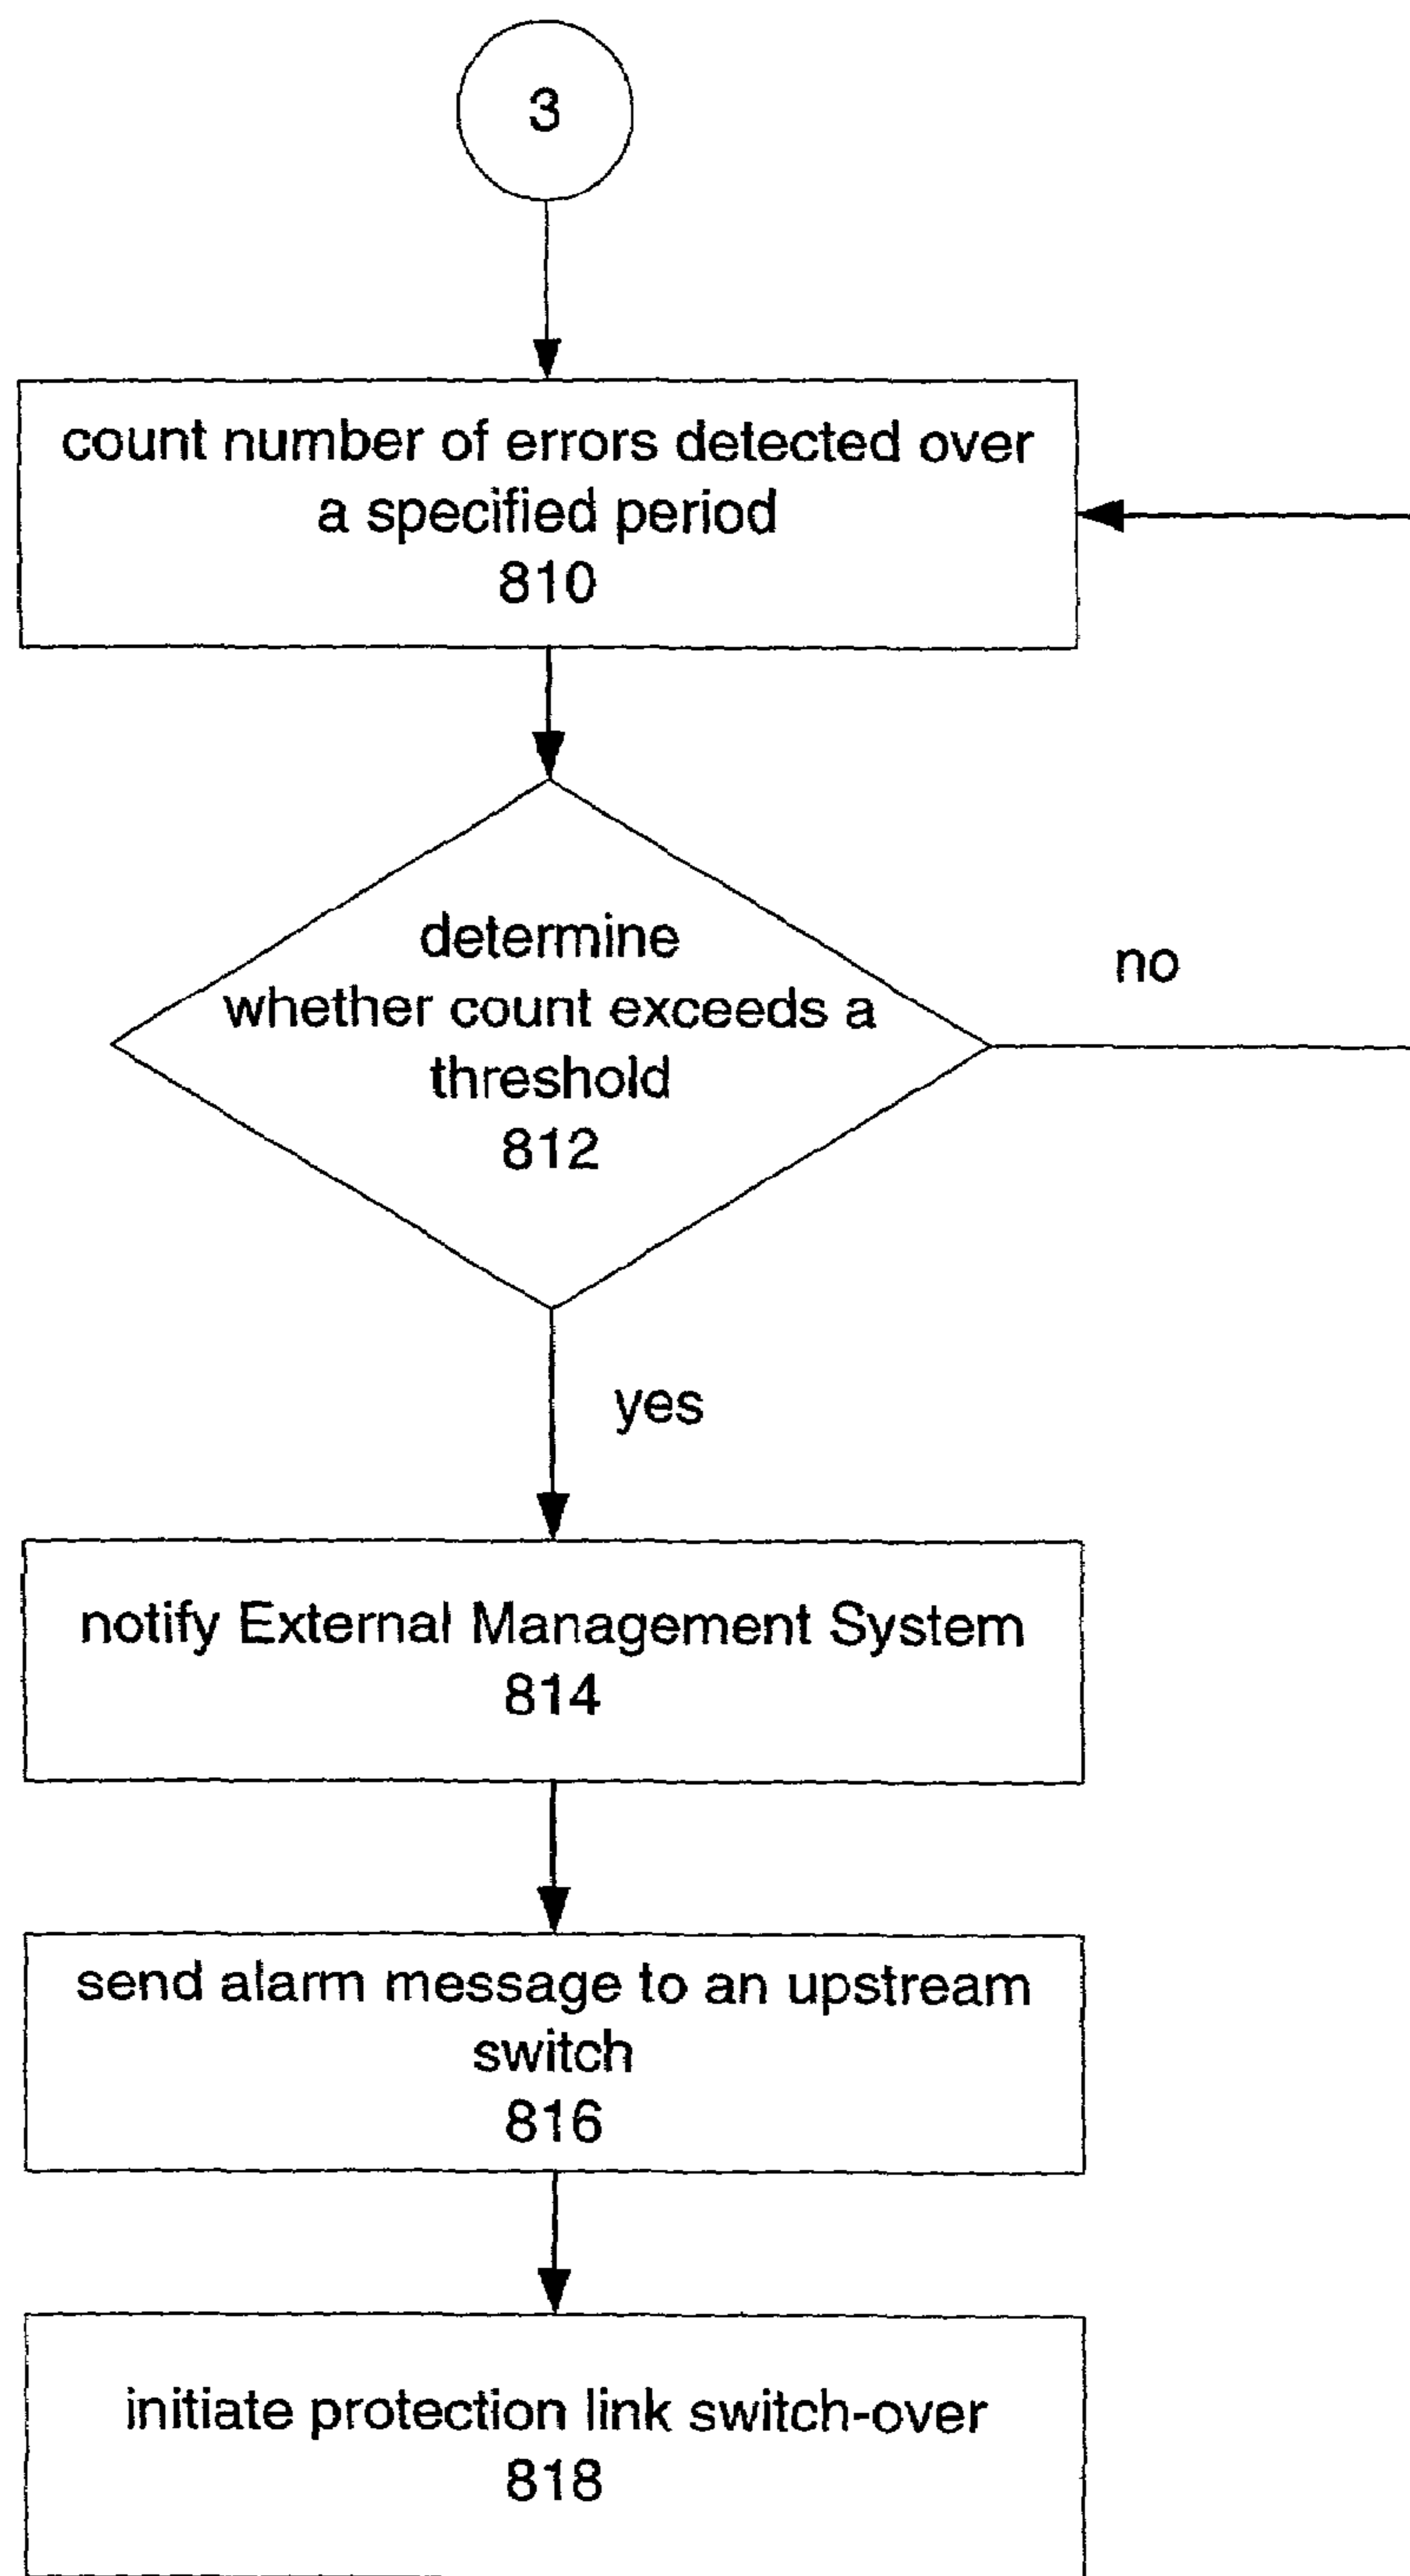 3
count number of errors detected over
a specified period
810
determine
whether count exceeds a
threshold
812
no
yes
notify External Management System
814
send alarm message to an upstream
switch
816
initiate protection link switch-over
818